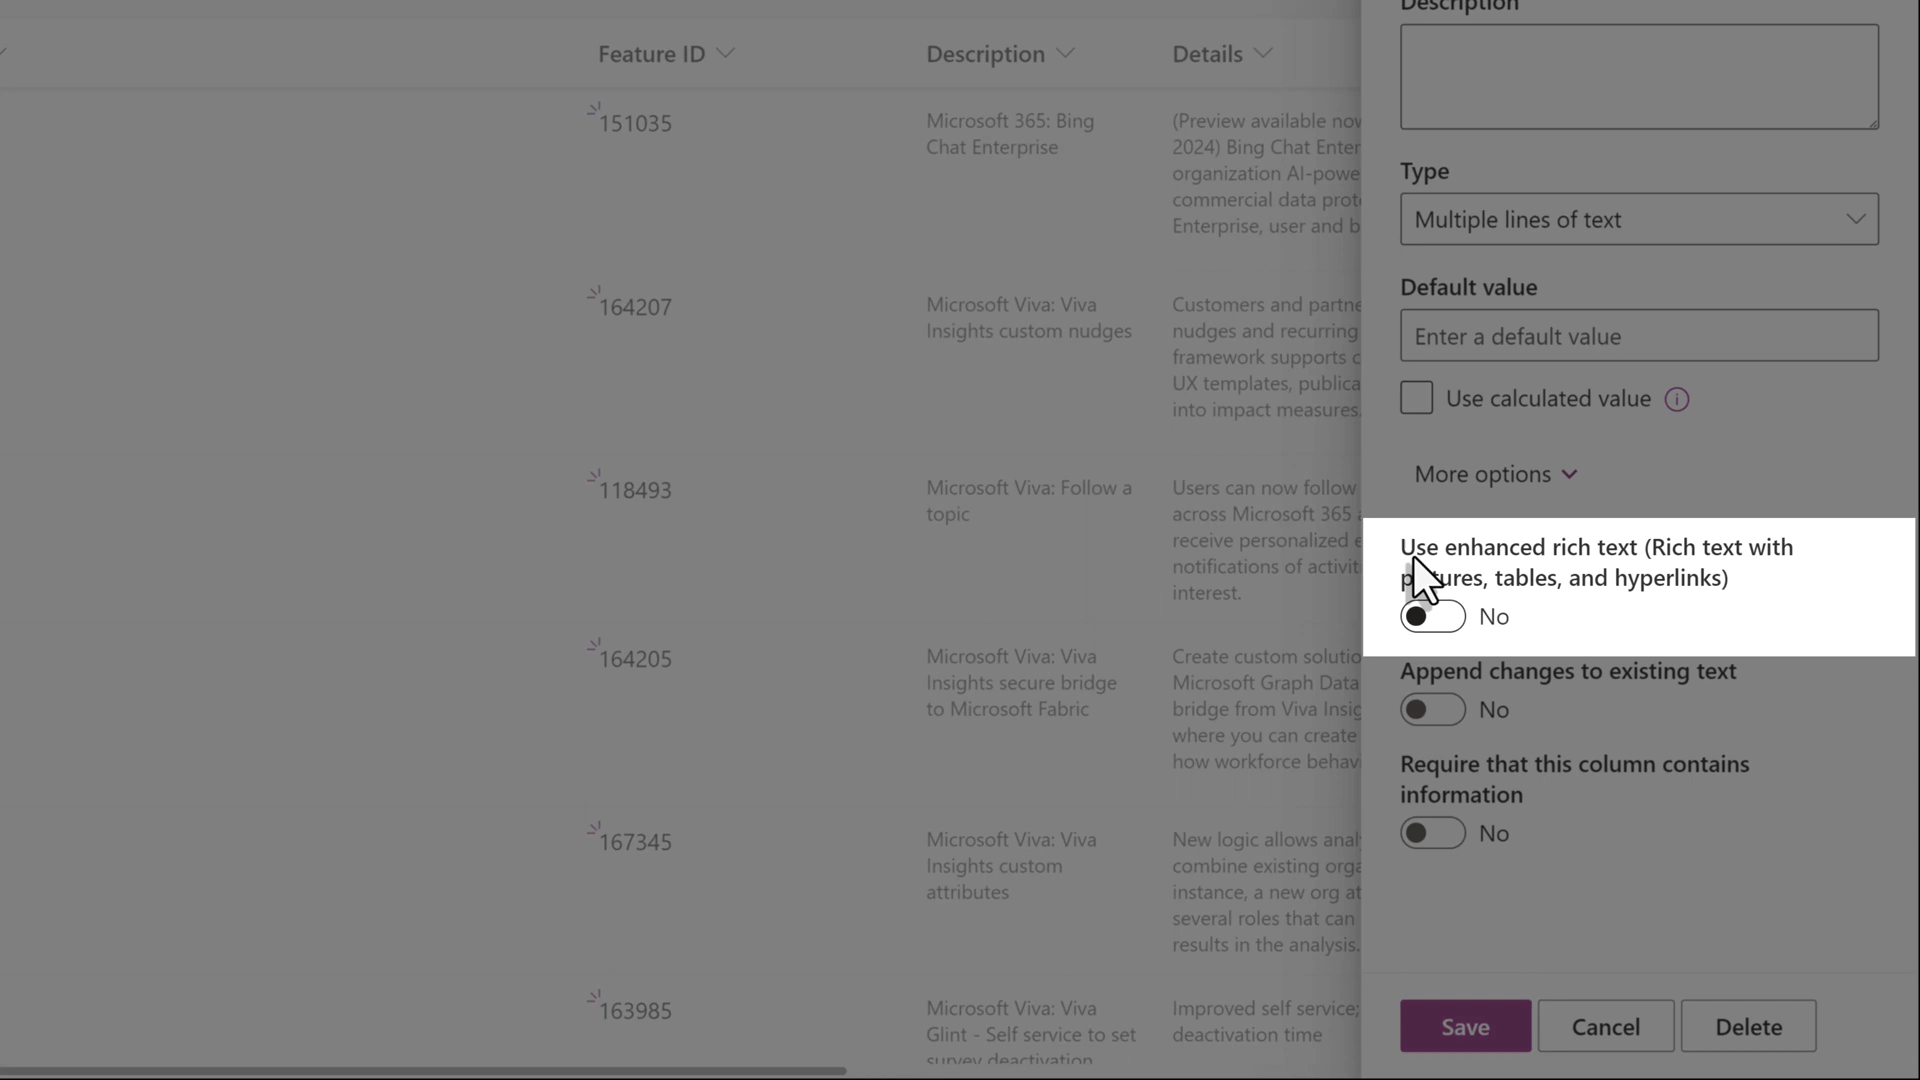 Feature ID
Description
Details
151035
Microsoft 365: Bing
Chat Enterprise
(Preview available now
2024) Bing Chat Enter
organization AI-powe
commercial data prot
Enterprise, user and b
164207
Microsoft Viva: Viva
Insights custom nudges
Customers and partne
nudges and recurring
framework supports c
UX templates, publica
into impact measures.
118493
Microsoft Viva: Follow a
topic
Users can now follow
across Microsoft 365 a
receive personalized e
notifications of activit
interest.
164205
Microsoft Viva: Viva
Insights secure bridge
to Microsoft Fabric
Create custom solutio
Microsoft Graph Data
bridge from Viva Insig
where you can create
how workforce behavi
167345
Microsoft Viva: Viva
Insights custom
attributes
New logic allows anal
combine existing orga
instance, a new org at
several roles that can
results in the analysis.
163985
Microsoft Viva: Viva
Glint - Self service to set
survey deactivation
Improved self service;
deactivation time
Description
Type
Multiple lines of text
Default value
Enter a default value
Use calculated value
More options
Use enhanced rich text (Rich text with
pictures, tables, and hyperlinks)
No
Append changes to existing text
No
Require that this column contains
information
No
Save
Cancel
Delete